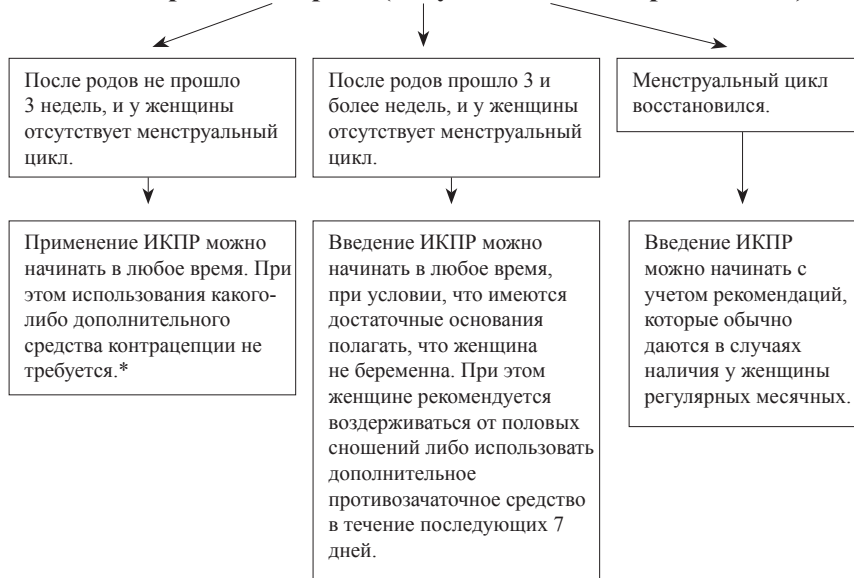 После родов не прошло
3 недель, и у женщины
отсутствует менструальный
цикл.
После родов прошло 3 и
более недель, и у женщины
отсутствует менструальный
цикл.
Менструальный цикл
восстановился.
Применение ИКПР можно
начинать в любое время. При
этом использования какого-
либо дополнительного
средства контрацепции не
требуется.*
Введение ИКПР можно
начинать в любое время,
при условии, что имеются
достаточные основания
полагать, что женщина
не беременна. При этом
женщине рекомендуется
воздерживаться от половых
сношений либо использовать
дополнительное
противозачаточное средство
в течение последующих 7
дней.
Введение ИКПР
можно начинать с
учетом рекомендаций,
которые обычно
даются в случаях
наличия у женщины
регулярных месячных.